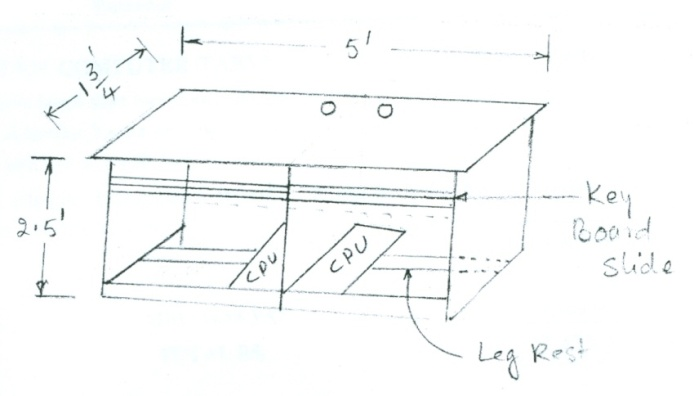 5'
1 3/4'
2.5'
Key
Board
Slide
CPU
CPU
Leg Rest